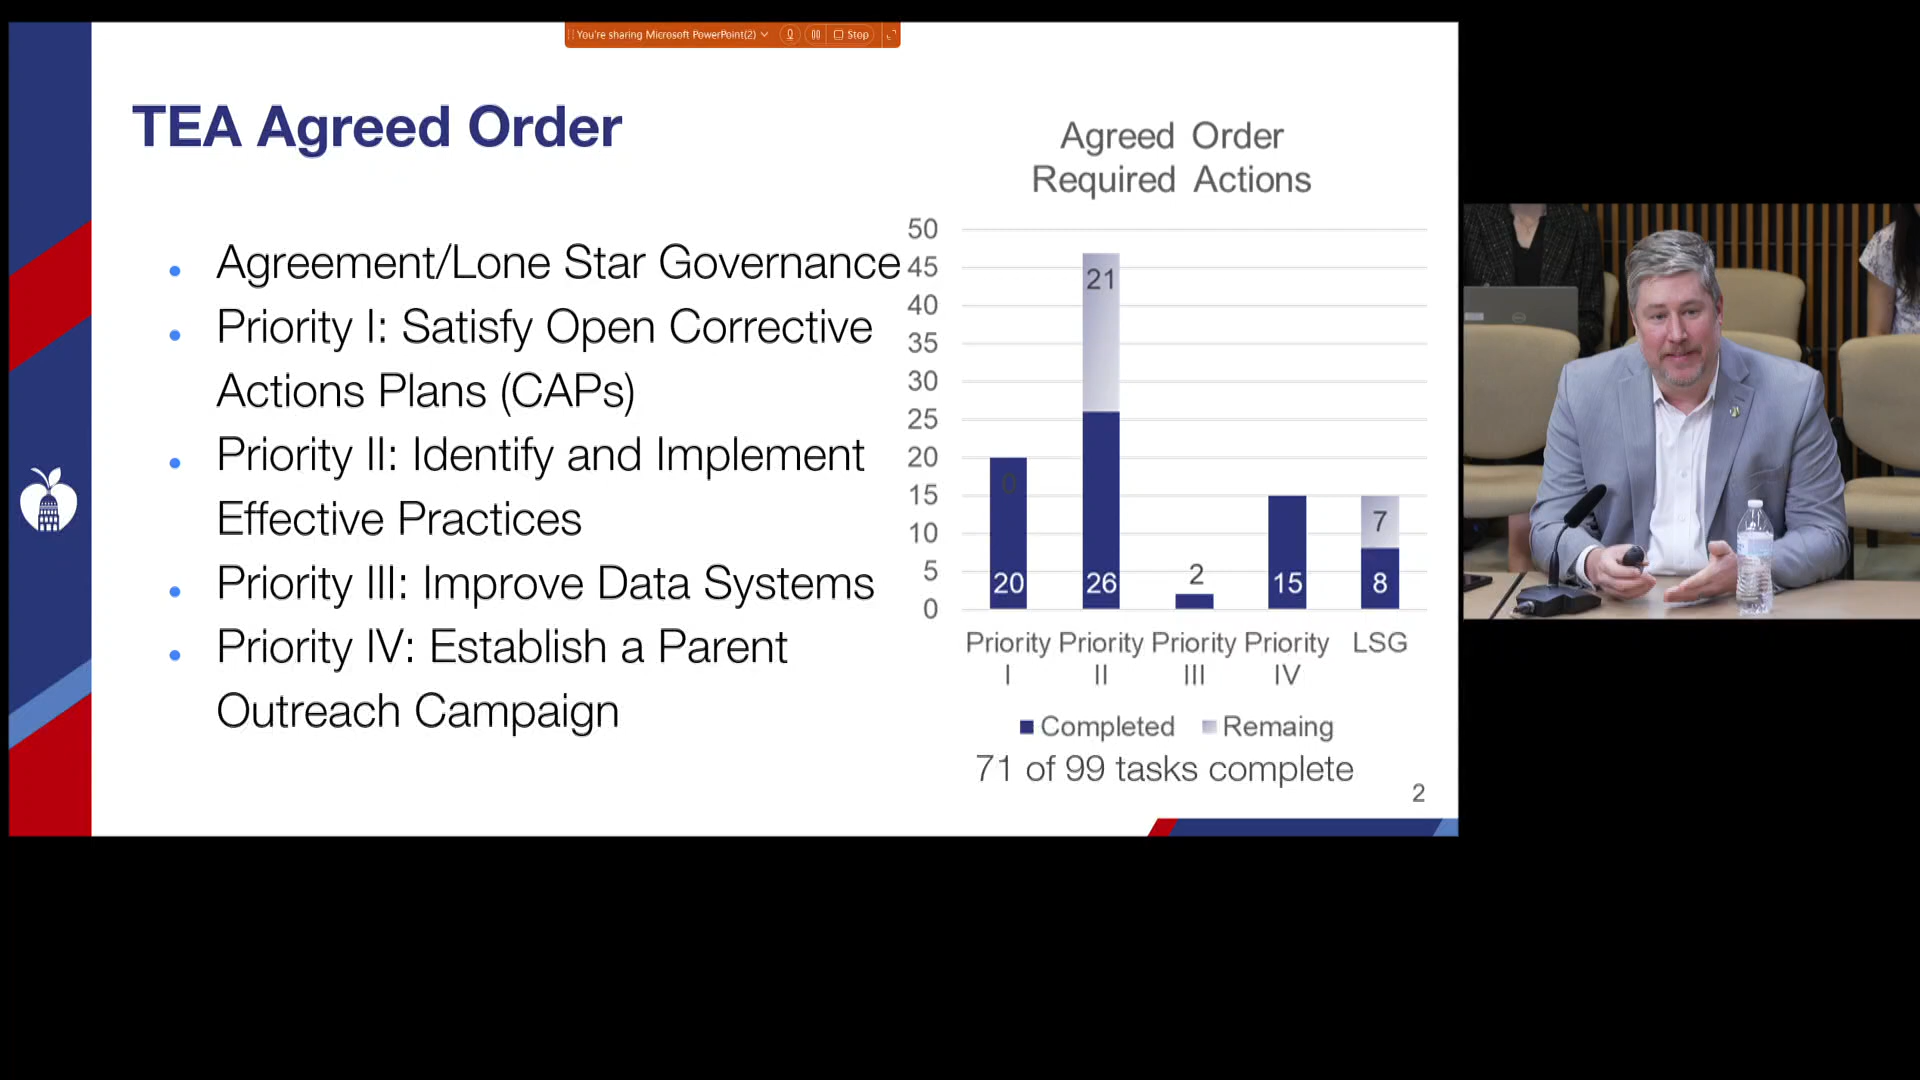 You're sharing Microsoft PowerPoint(2)
Stop
TEA Agreed Order
Agreement/Lone Star Governance
Priority I: Satisfy Open Corrective
Actions Plans (CAPs)
Priority II: Identify and Implement
Effective Practices
Priority III: Improve Data Systems
Priority IV: Establish a Parent
Outreach Campaign
Agreed Order
Required Actions
50
45
40
35
30
25
20
15
10
5
0
0
20
21
26
2
15
7
8
Priority I
Priority II
Priority III
Priority IV
LSG
Completed Remaing
71 of 99 tasks complete
2